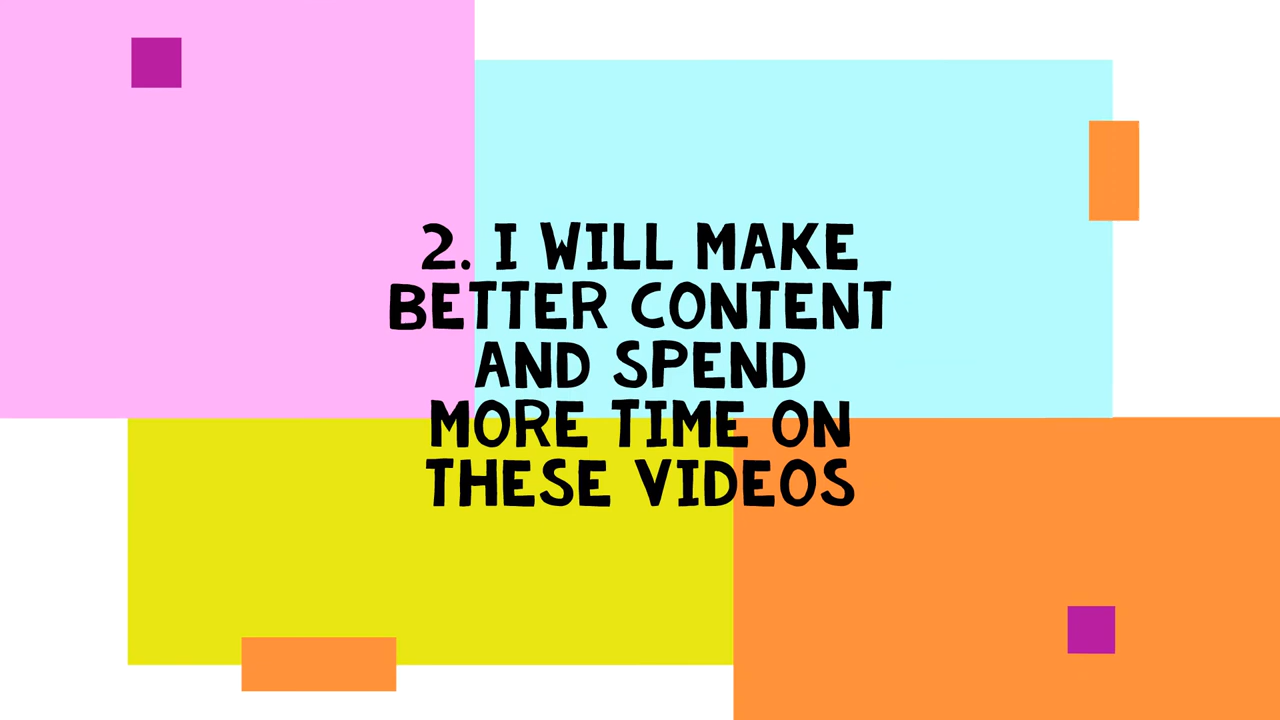 2. I WILL MAKE
BETTER CONTENT
AND SPEND
MORE TIME ON
THESE VIDEOS